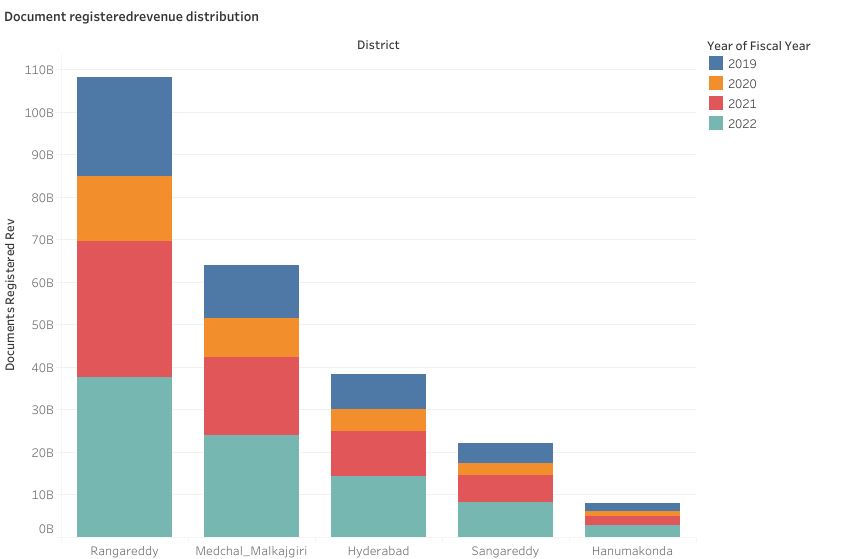 Document registeredrevenue distribution
District
Year of Fiscal Year
2019
2020
2021
2022
Documents Registered Rev
110B
100B
90B
80B
70B
60B
50B
40B
30B
20B
10B
0B
Rangareddy
Medchal_Malkajgiri
Hyderabad
Sangareddy
Hanumakonda